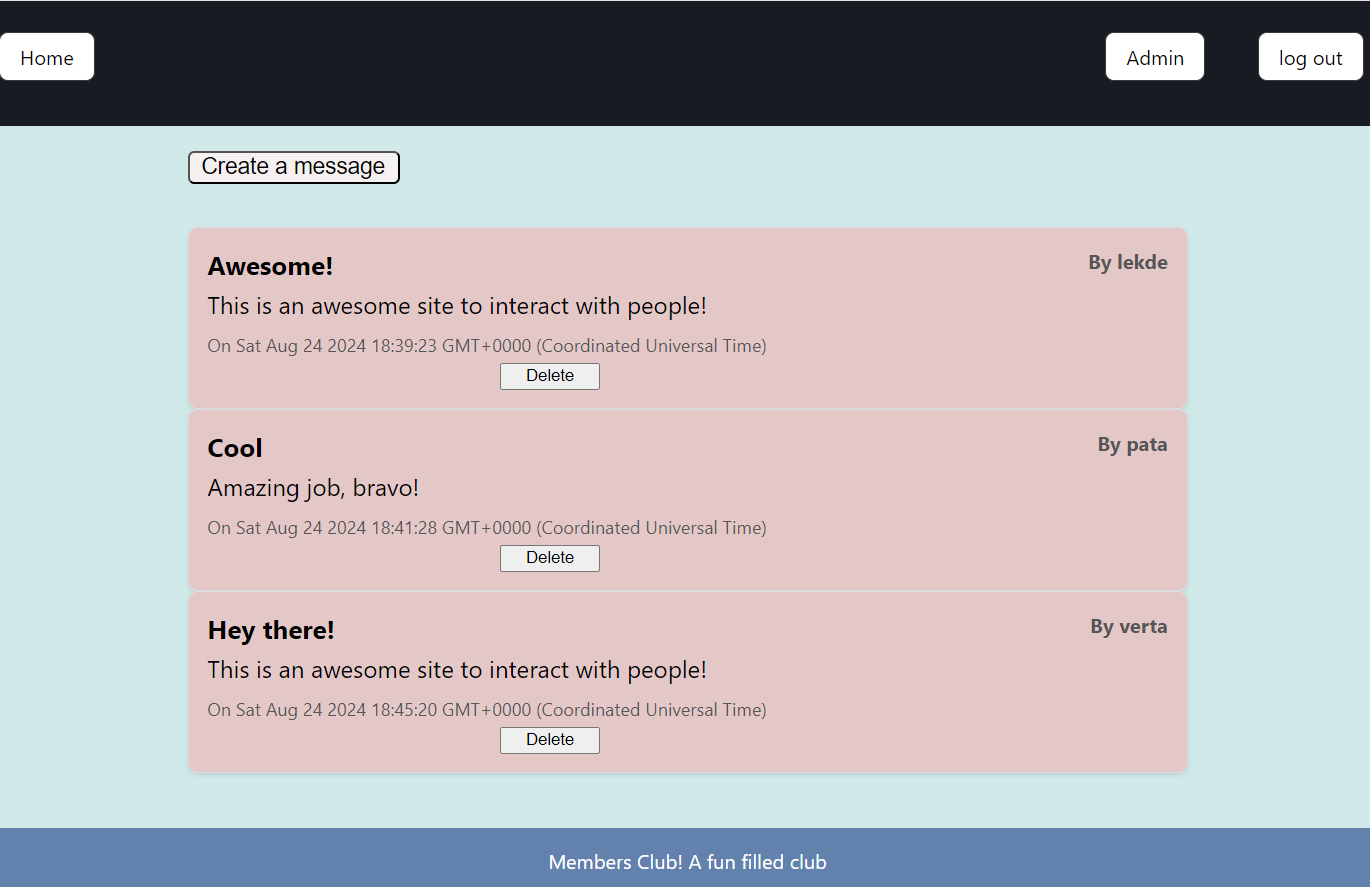 Home
Admin
log out
Create a message
Awesome!
By lekde
This is an awesome site to interact with people!
On Sat Aug 24 2024 18:39:23 GMT+0000 (Coordinated Universal Time)
Delete
Cool
By pata
Amazing job, bravo!
On Sat Aug 24 2024 18:41:28 GMT+0000 (Coordinated Universal Time)
Delete
Hey there!
By verta
This is an awesome site to interact with people!
On Sat Aug 24 2024 18:45:20 GMT+0000 (Coordinated Universal Time)
Delete
Members Club! A fun filled club